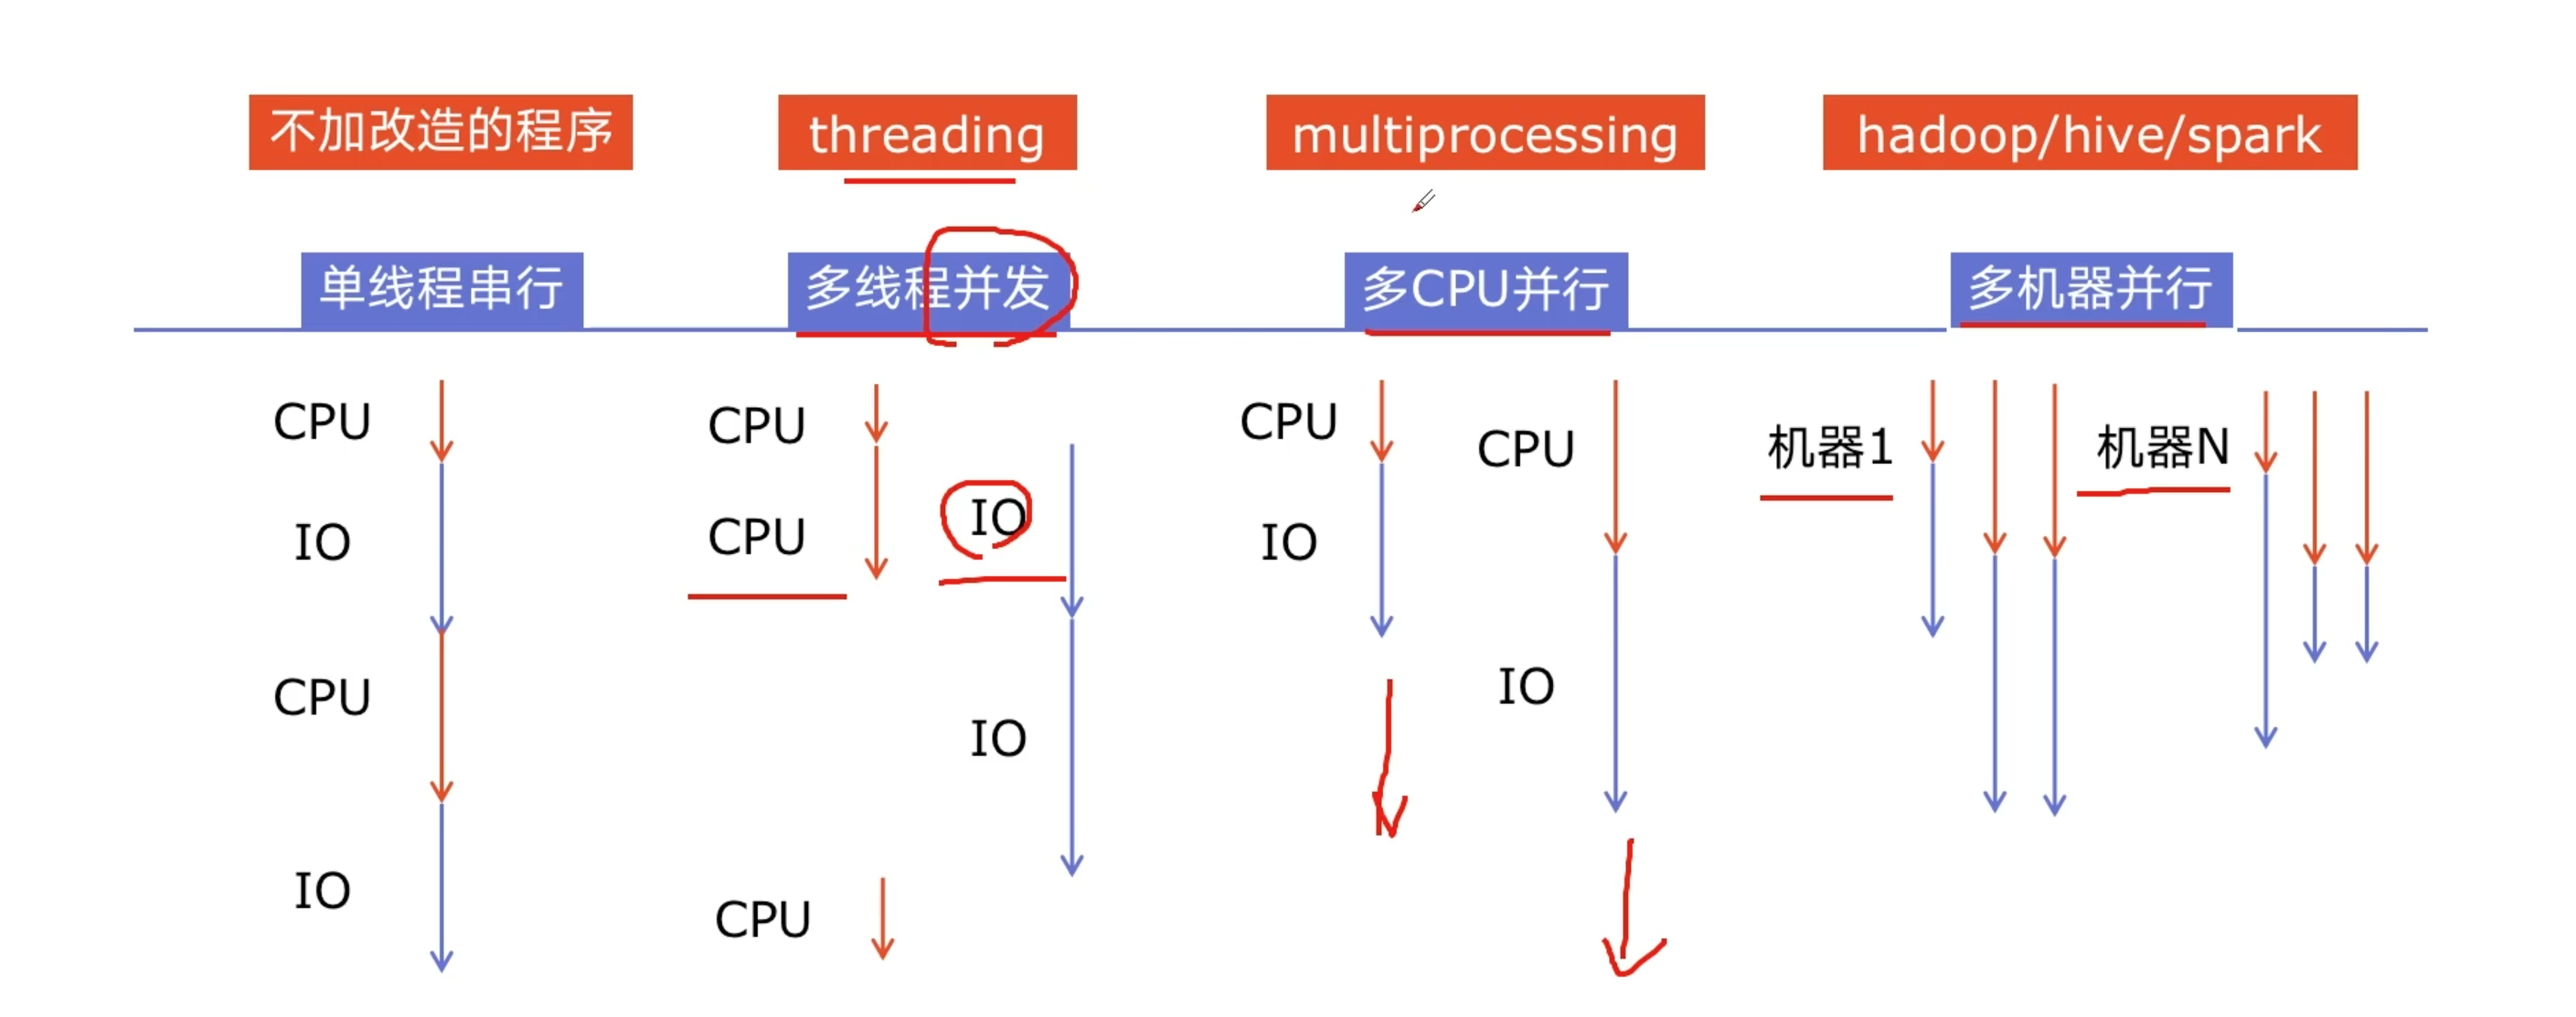 不加改造的程序
threading
multiprocessing
hadoop/hive/spark
单线程串行
多线程并发
多CPU并行
多机器并行
CPU
IO
CPU
IO
CPU
CPU
IO
IO
CPU
CPU
IO
CPU
IO
机器1
机器N